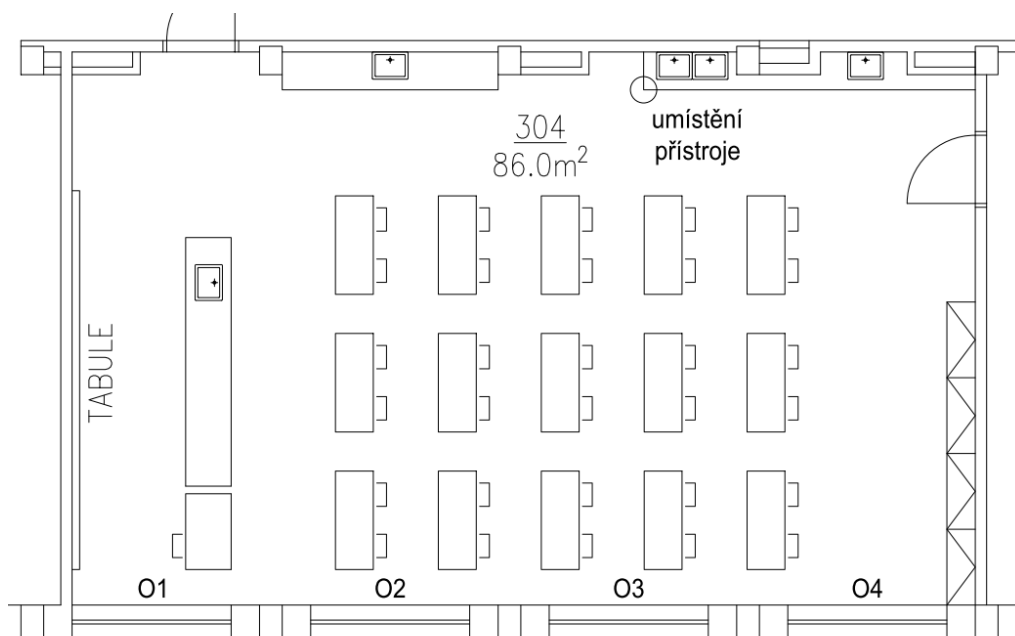 304
86.0m²
umístění
přístroje
TABULE
O1
O2
O3
O4